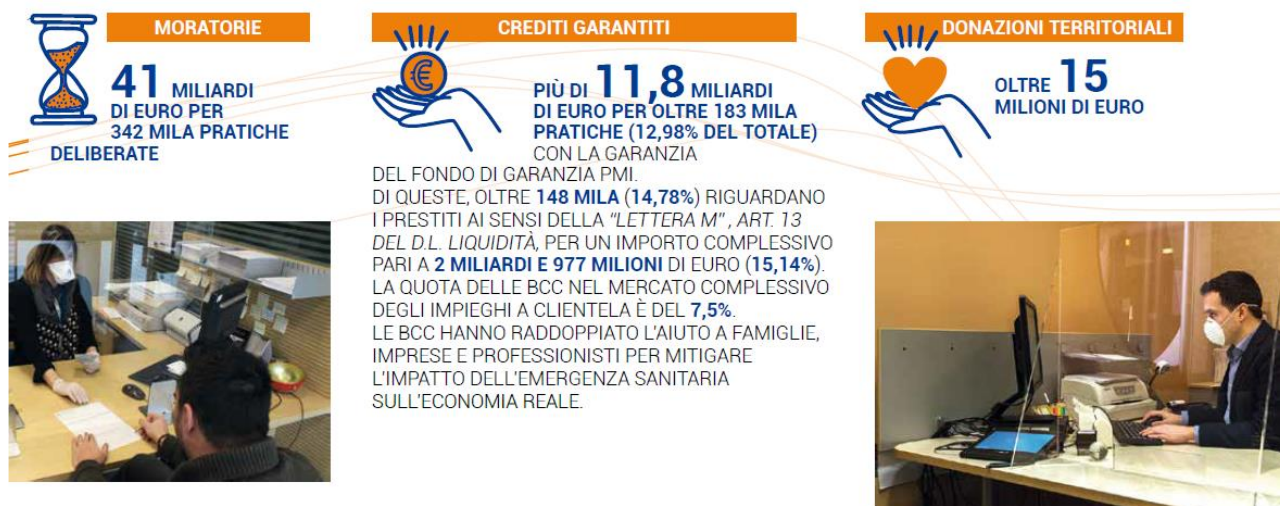 MORATORIE
41 MILIARDI
DI EURO PER
342 MILA PRATICHE
DELIBERATE
CREDITI GARANTITI
€
PIÙ DI 11,8 MILIARDI
DI EURO PER OLTRE 183 MILA
PRATICHE (12,98% DEL TOTALE)
CON LA GARANZIA
DEL FONDO DI GARANZIA PMI.
DI QUESTE, OLTRE 148 MILA (14,78%) RIGUARDANO
I PRESTITI AI SENSI DELLA "LETTERA M", ART. 13
DEL D.L. LIQUIDITÀ, PER UN IMPORTO COMPLESSIVO
PARI A 2 MILIARDI E 977 MILIONI DI EURO (15,14%).
LA QUOTA DELLE BCC NEL MERCATO COMPLESSIVO
DEGLI IMPIEGHI A CLIENTELA È DEL 7,5%.
LE BCC HANNO RADDOPPIATO L'AIUTO A FAMIGLIE,
IMPRESE E PROFESSIONISTI PER MITIGARE
L'IMPATTO DELL'EMERGENZA SANITARIA
SULL'ECONOMIA REALE.
DONAZIONI TERRITORIALI
OLTRE 15
MILIONI DI EURO